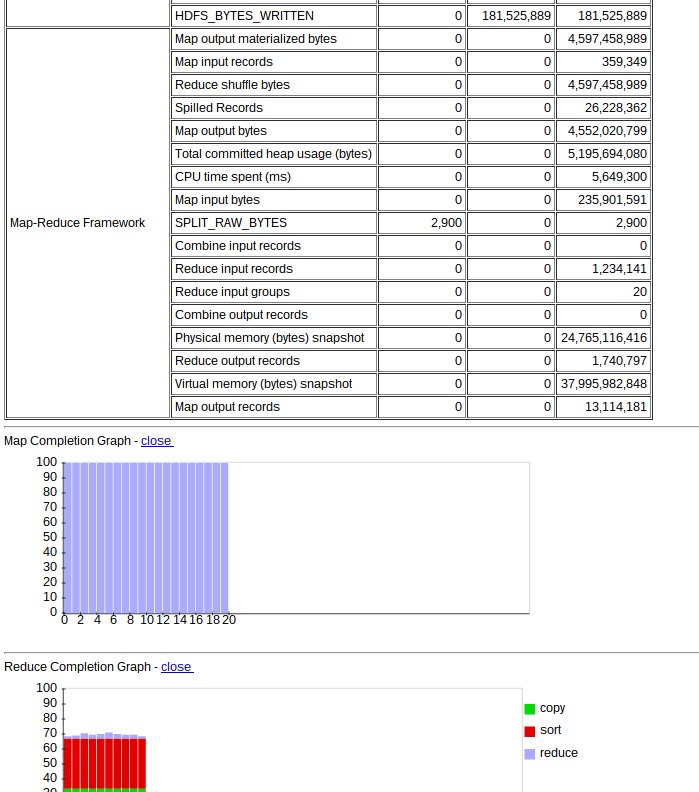 HDFS_BYTES_WRITTEN 0 181,525,889 181,525,889
Map output materialized bytes 0 0 4,597,458,989
Map input records 0 0 359,349
Reduce shuffle bytes 0 0 4,597,458,989
Spilled Records 0 0 26,228,362
Map output bytes 0 0 4,552,020,799
Total committed heap usage (bytes) 0 0 5,195,694,080
CPU time spent (ms) 0 0 5,649,300
Map input bytes 0 0 235,901,591
Map-Reduce Framework SPLIT_RAW_BYTES 2,900 0 2,900
Combine input records 0 0 0
Reduce input records 0 0 1,234,141
Reduce input groups 0 0 20
Combine output records 0 0 0
Physical memory (bytes) snapshot 0 0 24,765,116,416
Reduce output records 0 0 1,740,797
Virtual memory (bytes) snapshot 0 0 37,995,982,848
Map output records 0 0 13,114,181
Map Completion Graph - close
100
90
80
70
60
50
40
30
20
10
0
0 2 4 6 8 10 12 14 16 18 20
Reduce Completion Graph - close
100
90
80
70
60
50
40
30
copy
sort
reduce